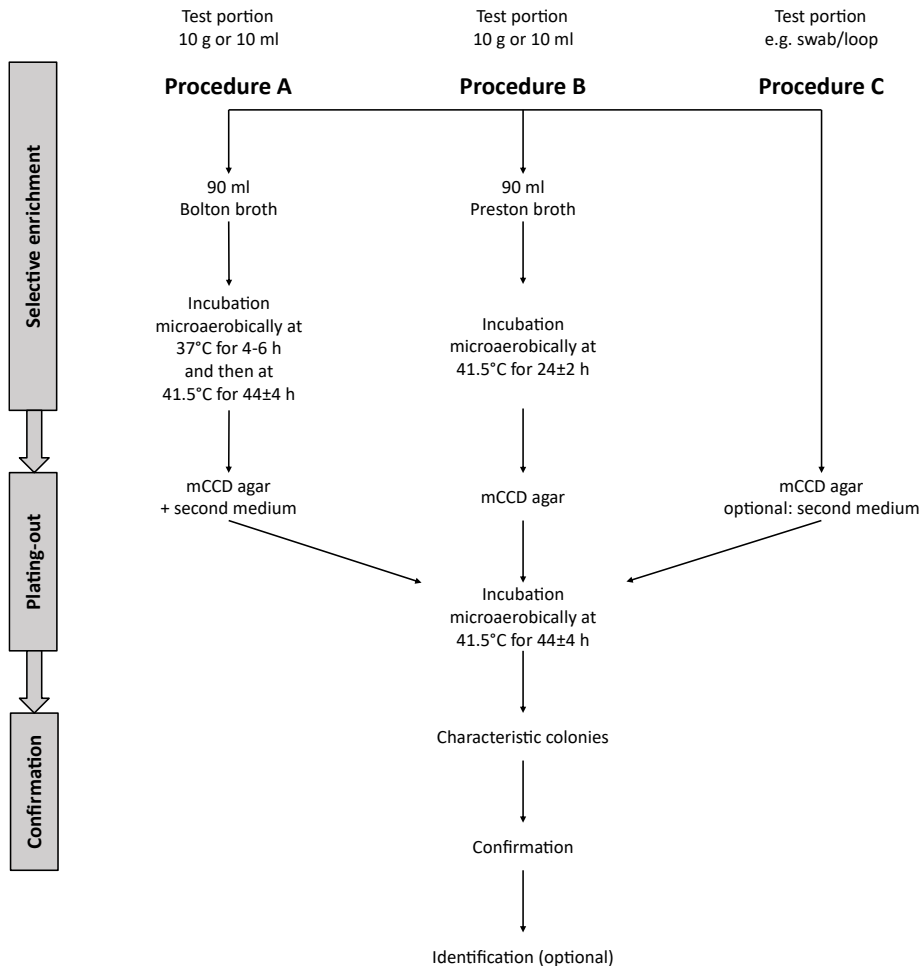 Test portion
10 g or 10 ml
Test portion
10 g or 10 ml
Test portion
e.g. swab/loop
Procedure A
Procedure B
Procedure C
Selective enrichment
90 ml
Bolton broth
90 ml
Preston broth
Incubation
microaerobically at
37°C for 4-6 h
and then at
41.5°C for 44±4 h
Incubation
microaerobically at
41.5°C for 24±2 h
Plating-out
mCCD agar
+ second medium
mCCD agar
mCCD agar
optional: second medium
Incubation
microaerobically at
41.5°C for 44±4 h
Confirmation
Characteristic colonies
Confirmation
Identification (optional)